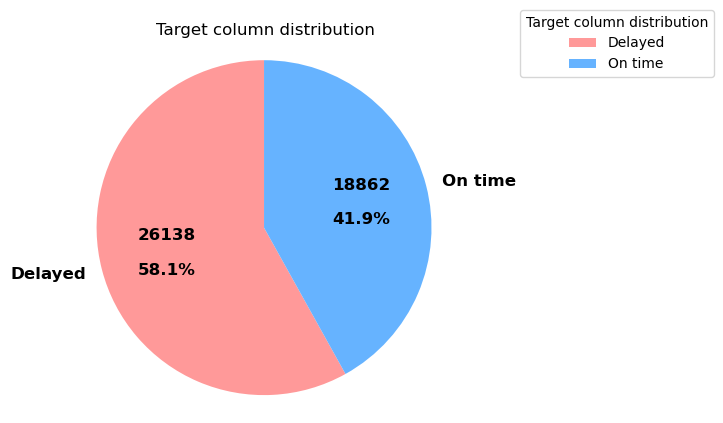 Target column distribution
Target column distribution
Delayed
On time
18862
41.9%
On time
26138
58.1%
Delayed